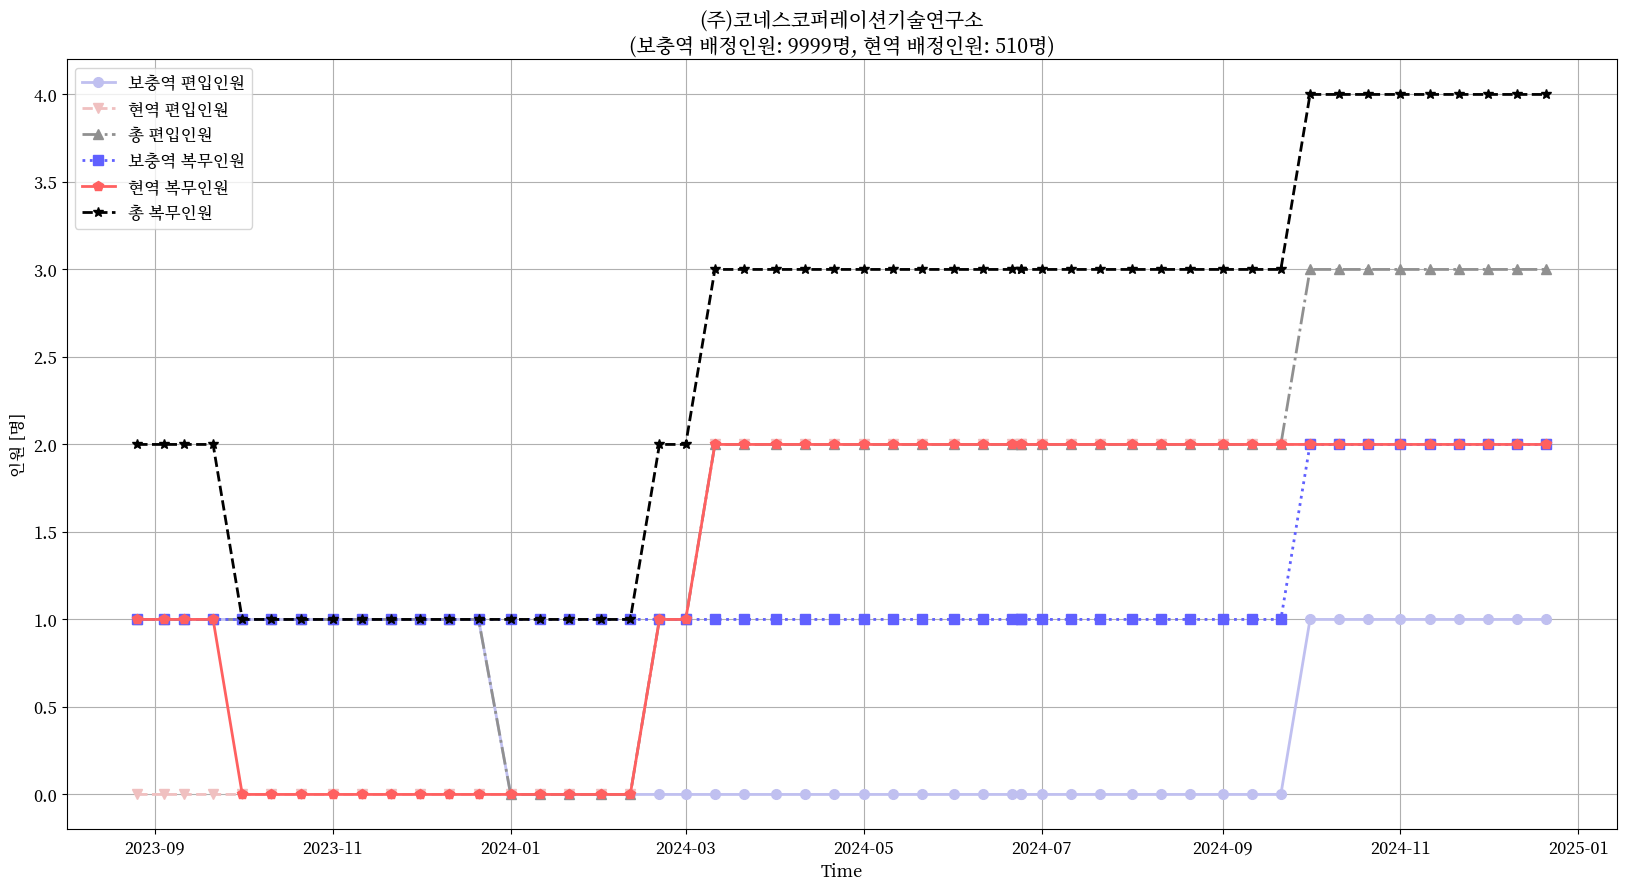 (주)코네스코퍼레이션기술연구소
(보충역 배정인원: 9999명, 현역 배정인원: 510명)
보충역 편입인원
현역 편입인원
총 편입인원
보충역 복무인원
현역 복무인원
총 복무인원
4.0
3.5
3.0
2.5
2.0
1.5
1.0
0.5
0.0
인원 [명]
2023-09 2023-11 2024-01 2024-03 2024-05 2024-07 2024-09 2024-11 2025-01
Time